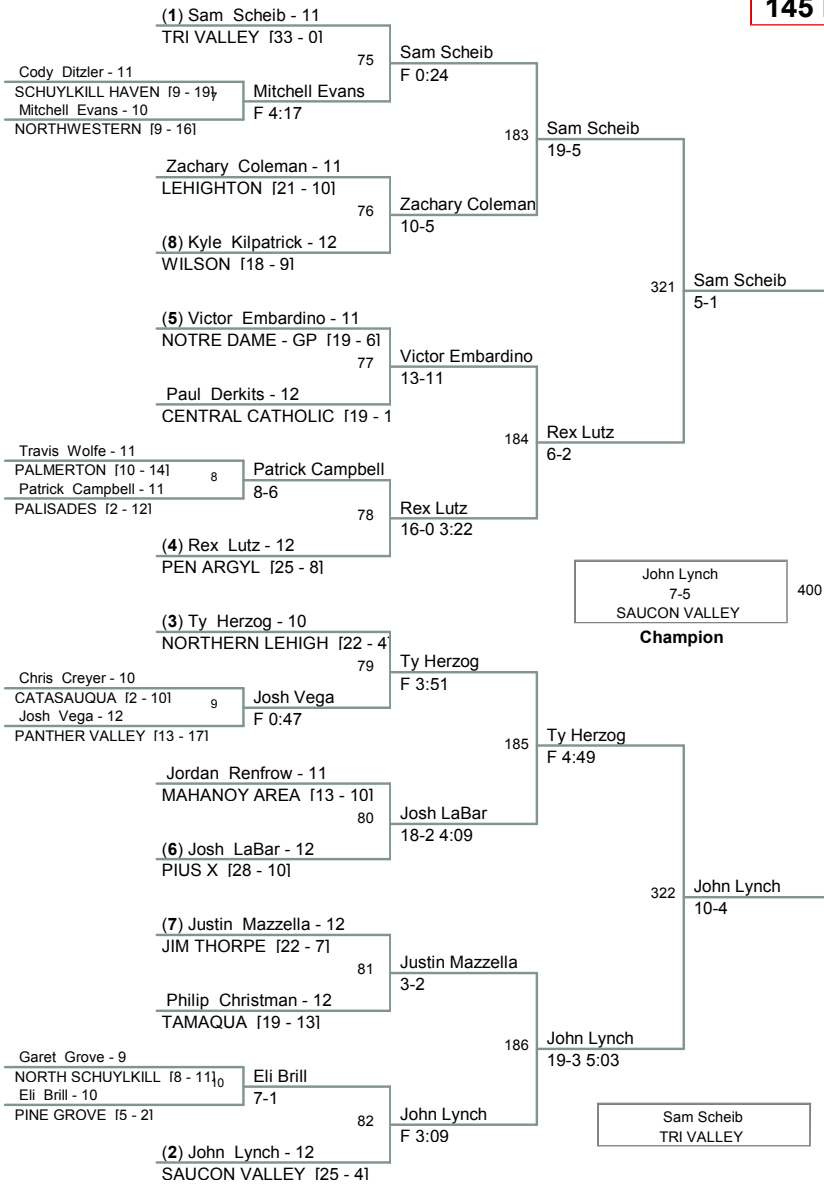 145
(1) Sam Scheib - 11
TRI VALLEY [33 - 0]
75
Sam Scheib
F 0:24
Cody Ditzler - 11
SCHUYLKILL HAVEN [9 - 19]
7
Mitchell Evans - 10
NORTHWESTERN [9 - 16]
Mitchell Evans
F 4:17
183
Sam Scheib
19-5
Zachary Coleman - 11
LEHIGHTON [21 - 10]
76
Zachary Coleman
10-5
(8) Kyle Kilpatrick - 12
WILSON [18 - 9]
321
Sam Scheib
5-1
(5) Victor Embardino - 11
NOTRE DAME - GP [19 - 6]
77
Victor Embardino
13-11
Paul Derkits - 12
CENTRAL CATHOLIC [19 - 1
184
Rex Lutz
6-2
Travis Wolfe - 11
PALMERTON [10 - 14]
8
Patrick Campbell - 11
PALISADES [2 - 12]
Patrick Campbell
8-6
78
Rex Lutz
16-0 3:22
(4) Rex Lutz - 12
PEN ARGYL [25 - 8]
John Lynch
7-5
SAUCON VALLEY
400
Champion
(3) Ty Herzog - 10
NORTHERN LEHIGH [22 - 4]
79
Ty Herzog
F 3:51
Chris Creyer - 10
CATASAUQUA [2 - 10]
9
Josh Vega - 12
PANTHER VALLEY [13 - 17]
Josh Vega
F 0:47
185
Ty Herzog
F 4:49
Jordan Renfrow - 11
MAHANOY AREA [13 - 10]
80
Josh LaBar
18-2 4:09
(6) Josh LaBar - 12
PIUS X [28 - 10]
322
John Lynch
10-4
(7) Justin Mazzella - 12
JIM THORPE [22 - 7]
81
Justin Mazzella
3-2
Philip Christman - 12
TAMAQUA [19 - 13]
186
John Lynch
19-3 5:03
Garet Grove - 9
NORTH SCHUYLKILL [8 - 11]
10
Eli Brill - 10
PINE GROVE [5 - 2]
Eli Brill
7-1
82
John Lynch
F 3:09
(2) John Lynch - 12
SAUCON VALLEY [25 - 4]
Sam Scheib
TRI VALLEY